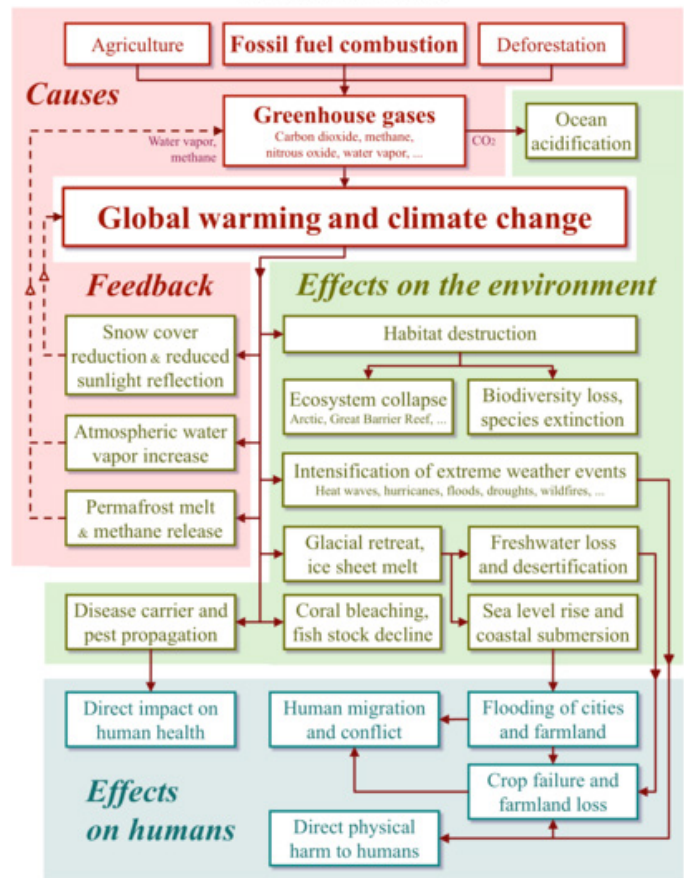 Agriculture
Fossil fuel combustion
Deforestation
Causes
Greenhouse gases
Carbon dioxide, methane,
nitrous oxide, water vapor, ...
Water vapor,
methane
CO₂
Ocean
acidification
Global warming and climate change
Feedback
Effects on the environment
Snow cover
reduction & reduced
sunlight reflection
Habitat destruction
Ecosystem collapse
Arctic, Great Barrier Reef, ...
Biodiversity loss,
species extinction
Atmospheric water
vapor increase
Intensification of extreme weather events
Heat waves, hurricanes, floods, droughts, wildfires, ...
Permafrost melt
& methane release
Glacial retreat,
ice sheet melt
Freshwater loss
and desertification
Disease carrier and
pest propagation
Coral bleaching,
fish stock decline
Sea level rise and
coastal submersion
Direct impact on
human health
Human migration
and conflict
Flooding of cities
and farmland
Effects
on humans
Crop failure and
farmland loss
Direct physical
harm to humans